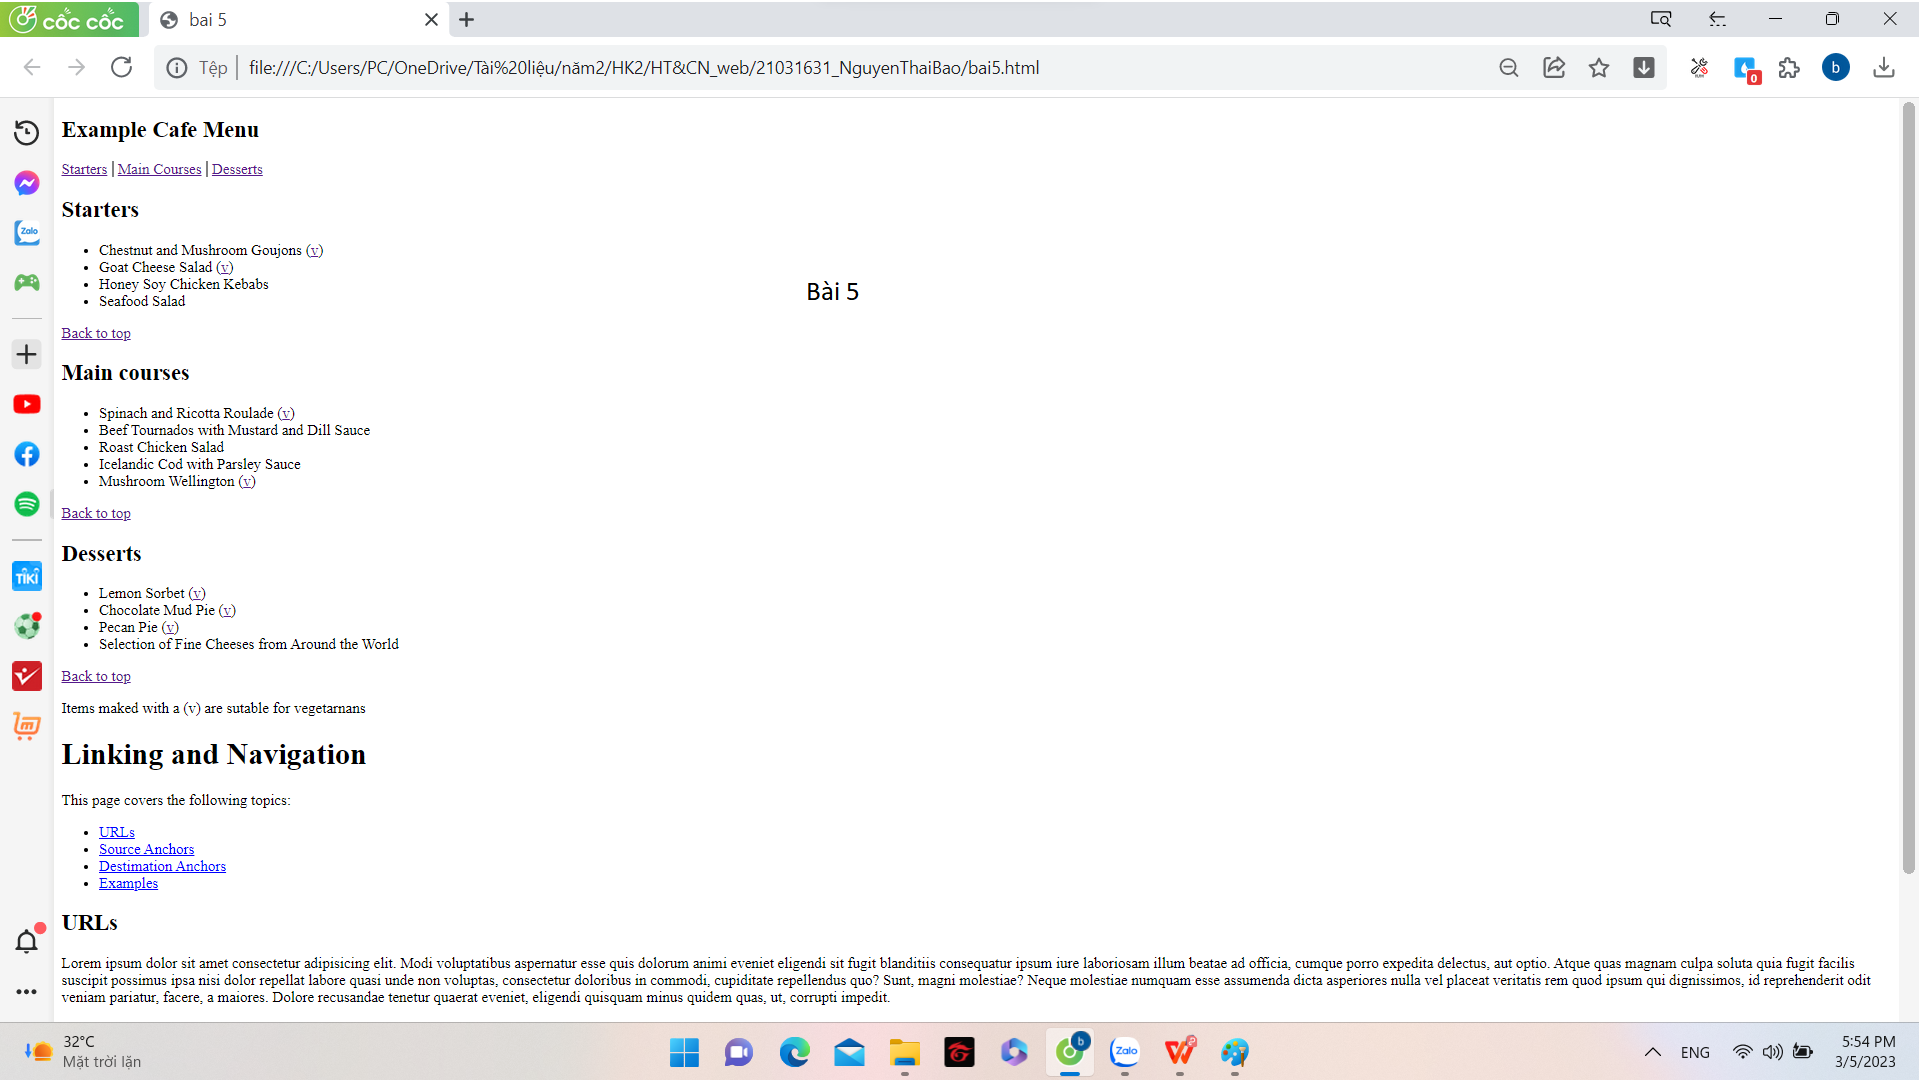 cốc cốc
bai 5
Tệp
file:///C:/Users/PC/OneDrive/Tài%20liệu/năm2/HK2/HT&CN_web/21031631_NguyenThaiBao/bai5.html
0
b
Example Cafe Menu
Starters | Main Courses | Desserts
Starters
Chestnut and Mushroom Goujons (v)
Goat Cheese Salad (v)
Honey Soy Chicken Kebabs
Seafood Salad
Bài 5
Back to top
Main courses
Spinach and Ricotta Roulade (v)
Beef Tournados with Mustard and Dill Sauce
Roast Chicken Salad
Icelandic Cod with Parsley Sauce
Mushroom Wellington (v)
Back to top
Desserts
Lemon Sorbet (v)
Chocolate Mud Pie (v)
Pecan Pie (v)
Selection of Fine Cheeses from Around the World
Back to top
Items maked with a (v) are sutable for vegetarnans
Linking and Navigation
This page covers the following topics:
URLs
Source Anchors
Destination Anchors
Examples
URLs
Lorem ipsum dolor sit amet consectetur adipisicing elit. Modi voluptatibus aspernatur esse quis dolorum animi eveniet eligendi sit fugit blanditiis consequatur ipsum iure laboriosam illum beatae ad officia, cumque porro expedita delectus, aut optio. Atque quas magnam culpa soluta quia fugit facilis
suscipit possimus ipsa nisi dolor repellat labore quasi unde non voluptas, consectetur doloribus in commodi, cupiditate repellendus quo? Sunt, magni molestiae? Neque molestiae numquam esse assumenda dicta asperiores nulla vel placeat veritatis rem quod ipsum qui dignissimos, id reprehenderit odit
veniam pariatur, facere, a maiores. Dolore recusandae tenetur quaerat eveniet, eligendi quisquam minus quidem quas, ut, corrupti impedit.
Zalo
TIKI
32°C
Mặt trời lặn
b
Zalo
ENG
5:54 PM
3/5/2023